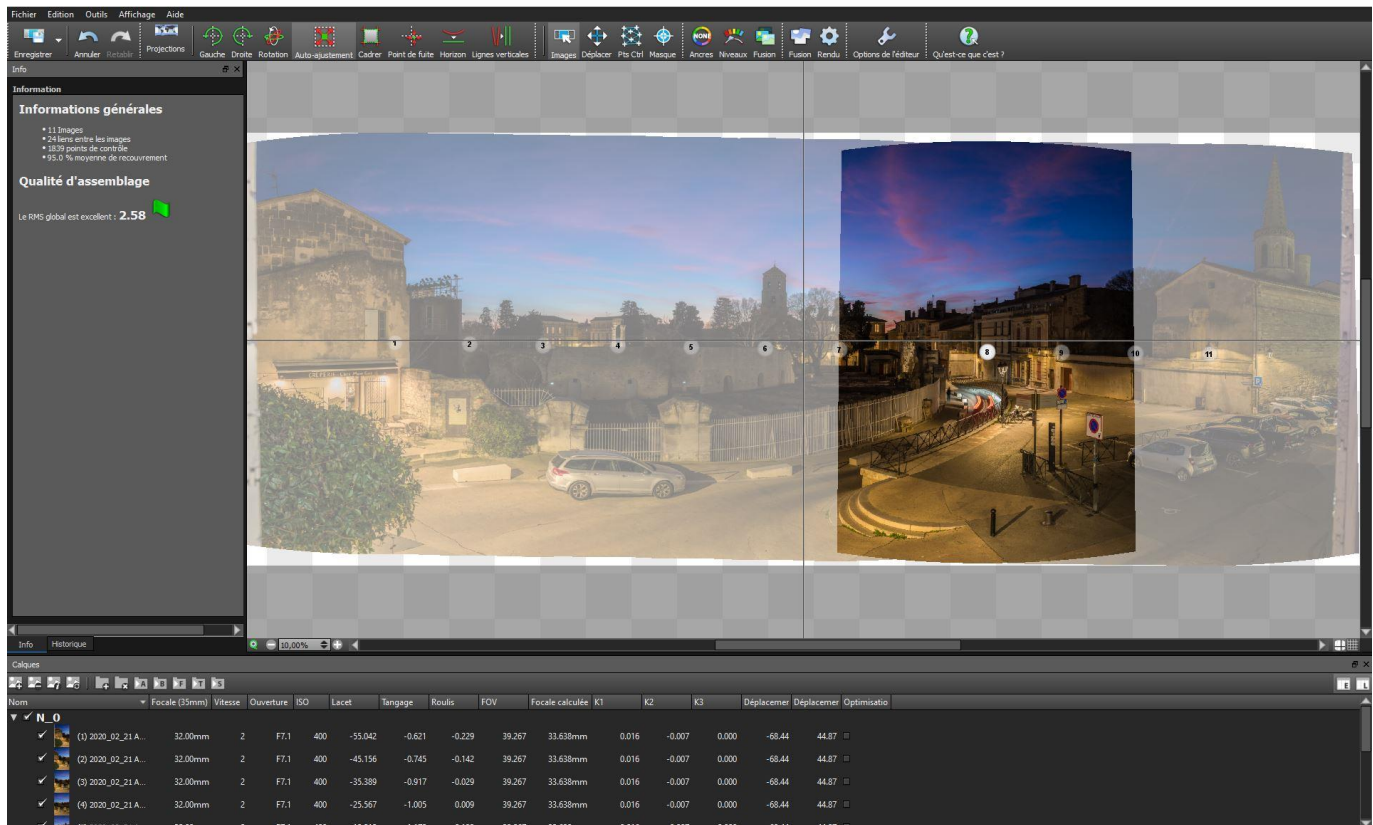 Fichier Edition Outils Affichage Aide
Enregistrer Annuler Retablir Projections Gauche Droite Rotation Auto-ajustement Cadrer Point de fuite Horizon Lignes verticales Images Déplacer Pts Ctrl Masque Ancres Niveaux Fusion Fusion Rendu Options de l'éditeur Qu'est-ce que c'est ?
NONE
Info
Information
Informations générales
11 Images
24 liens entre les images
1839 points de contrôle
95.0 % moyenne de recouvrement
Qualité d'assemblage
Le RMS global est excellent : 2.58
1 2 3 4 5 6 7 8 9 10 11
Info Historique
10,00%
Calques
A B F T S E L
Nom Focale (35mm) Vitesse Ouverture ISO Lacet Tangage Roulis FOV Focale calculée K1 K2 K3 Déplacemer Déplacemer Optimisatio
N_0
(1) 2020_02_21 A... 32.00mm 2 F7.1 400 -55.042 -0.621 -0.229 39.267 33.638mm 0.016 -0.007 0.000 -68.44 44.87
(2) 2020_02_21 A... 32.00mm 2 F7.1 400 -45.156 -0.745 -0.142 39.267 33.638mm 0.016 -0.007 0.000 -68.44 44.87
(3) 2020_02_21 A... 32.00mm 2 F7.1 400 -35.389 -0.917 -0.029 39.267 33.638mm 0.016 -0.007 0.000 -68.44 44.87
(4) 2020_02_21 A... 32.00mm 2 F7.1 400 -25.567 -1.005 0.009 39.267 33.638mm 0.016 -0.007 0.000 -68.44 44.87